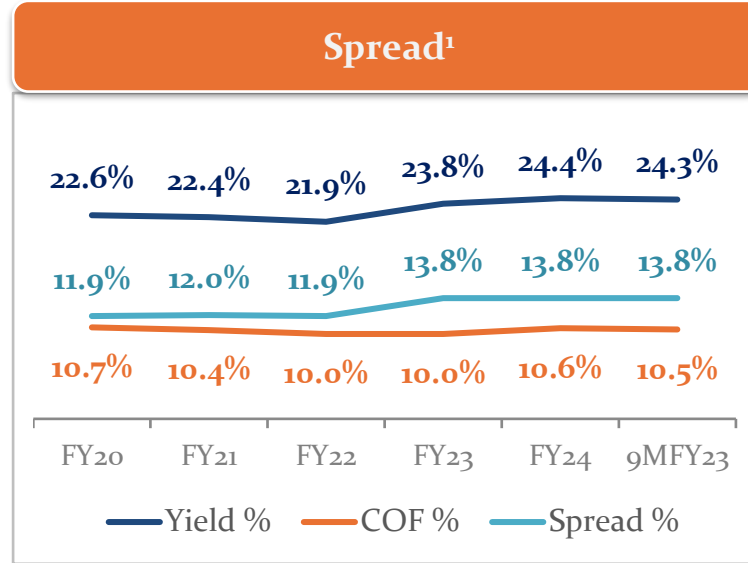 Spread¹
22.6% 22.4% 21.9% 23.8% 24.4% 24.3%
11.9% 12.0% 11.9% 13.8% 13.8% 13.8%
10.7% 10.4% 10.0% 10.0% 10.6% 10.5%
FY20 FY21 FY22 FY23 FY24 9MFY23
Yield % COF % Spread %